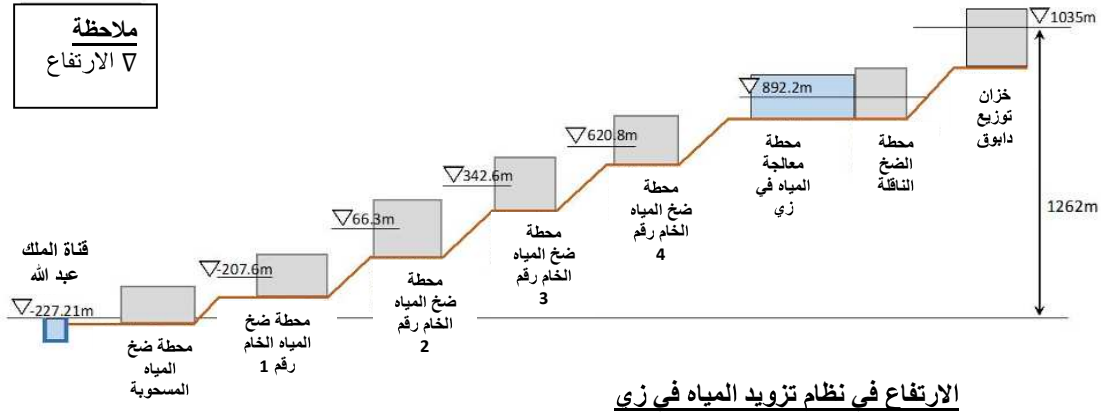 ملاحظة
∇ الارتفاع
▽1035m
▽892.2m
خزان
توزيع
دابوق
▽620.8m
محطة
معالجة
المياه في
زي
محطة
الضخ
الناقلة
▽342.6m
محطة
ضخ المياه
الخام رقم
4
1262m
▽66.3m
محطة
ضخ المياه
الخام رقم
3
قناة الملك
عبد الله
▽-207.6m
محطة
ضخ المياه
الخام رقم
2
▽-227.21m
محطة ضخ
المياه الخام
رقم 1
محطة ضخ
المياه
المسحوبة
الارتفاع في نظام تزويد المياه في زي